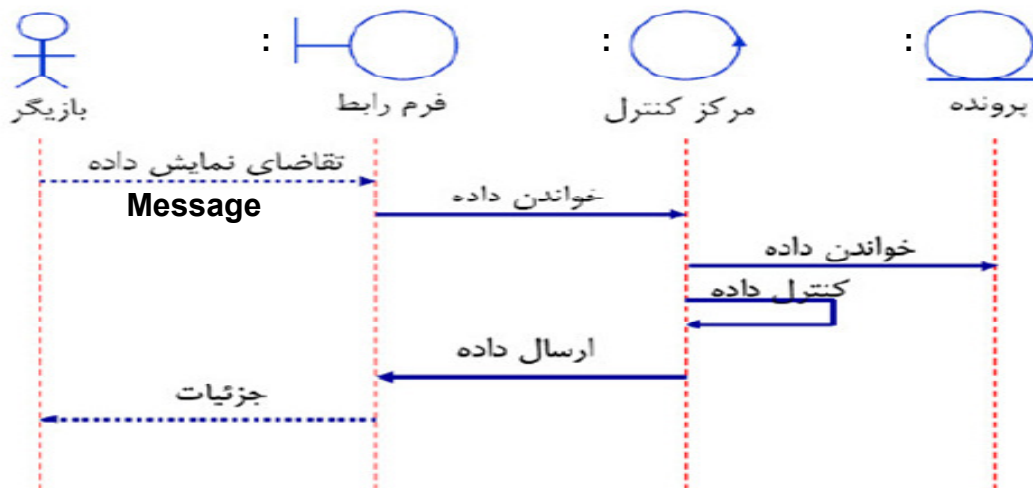 :
:
:
بازیگر
فرم رابط
مرکز کنترل
پرونده
تقاضای نمایش داده
Message
خواندن داده
خواندن داده
کنترل داده
ارسال داده
جزئیات